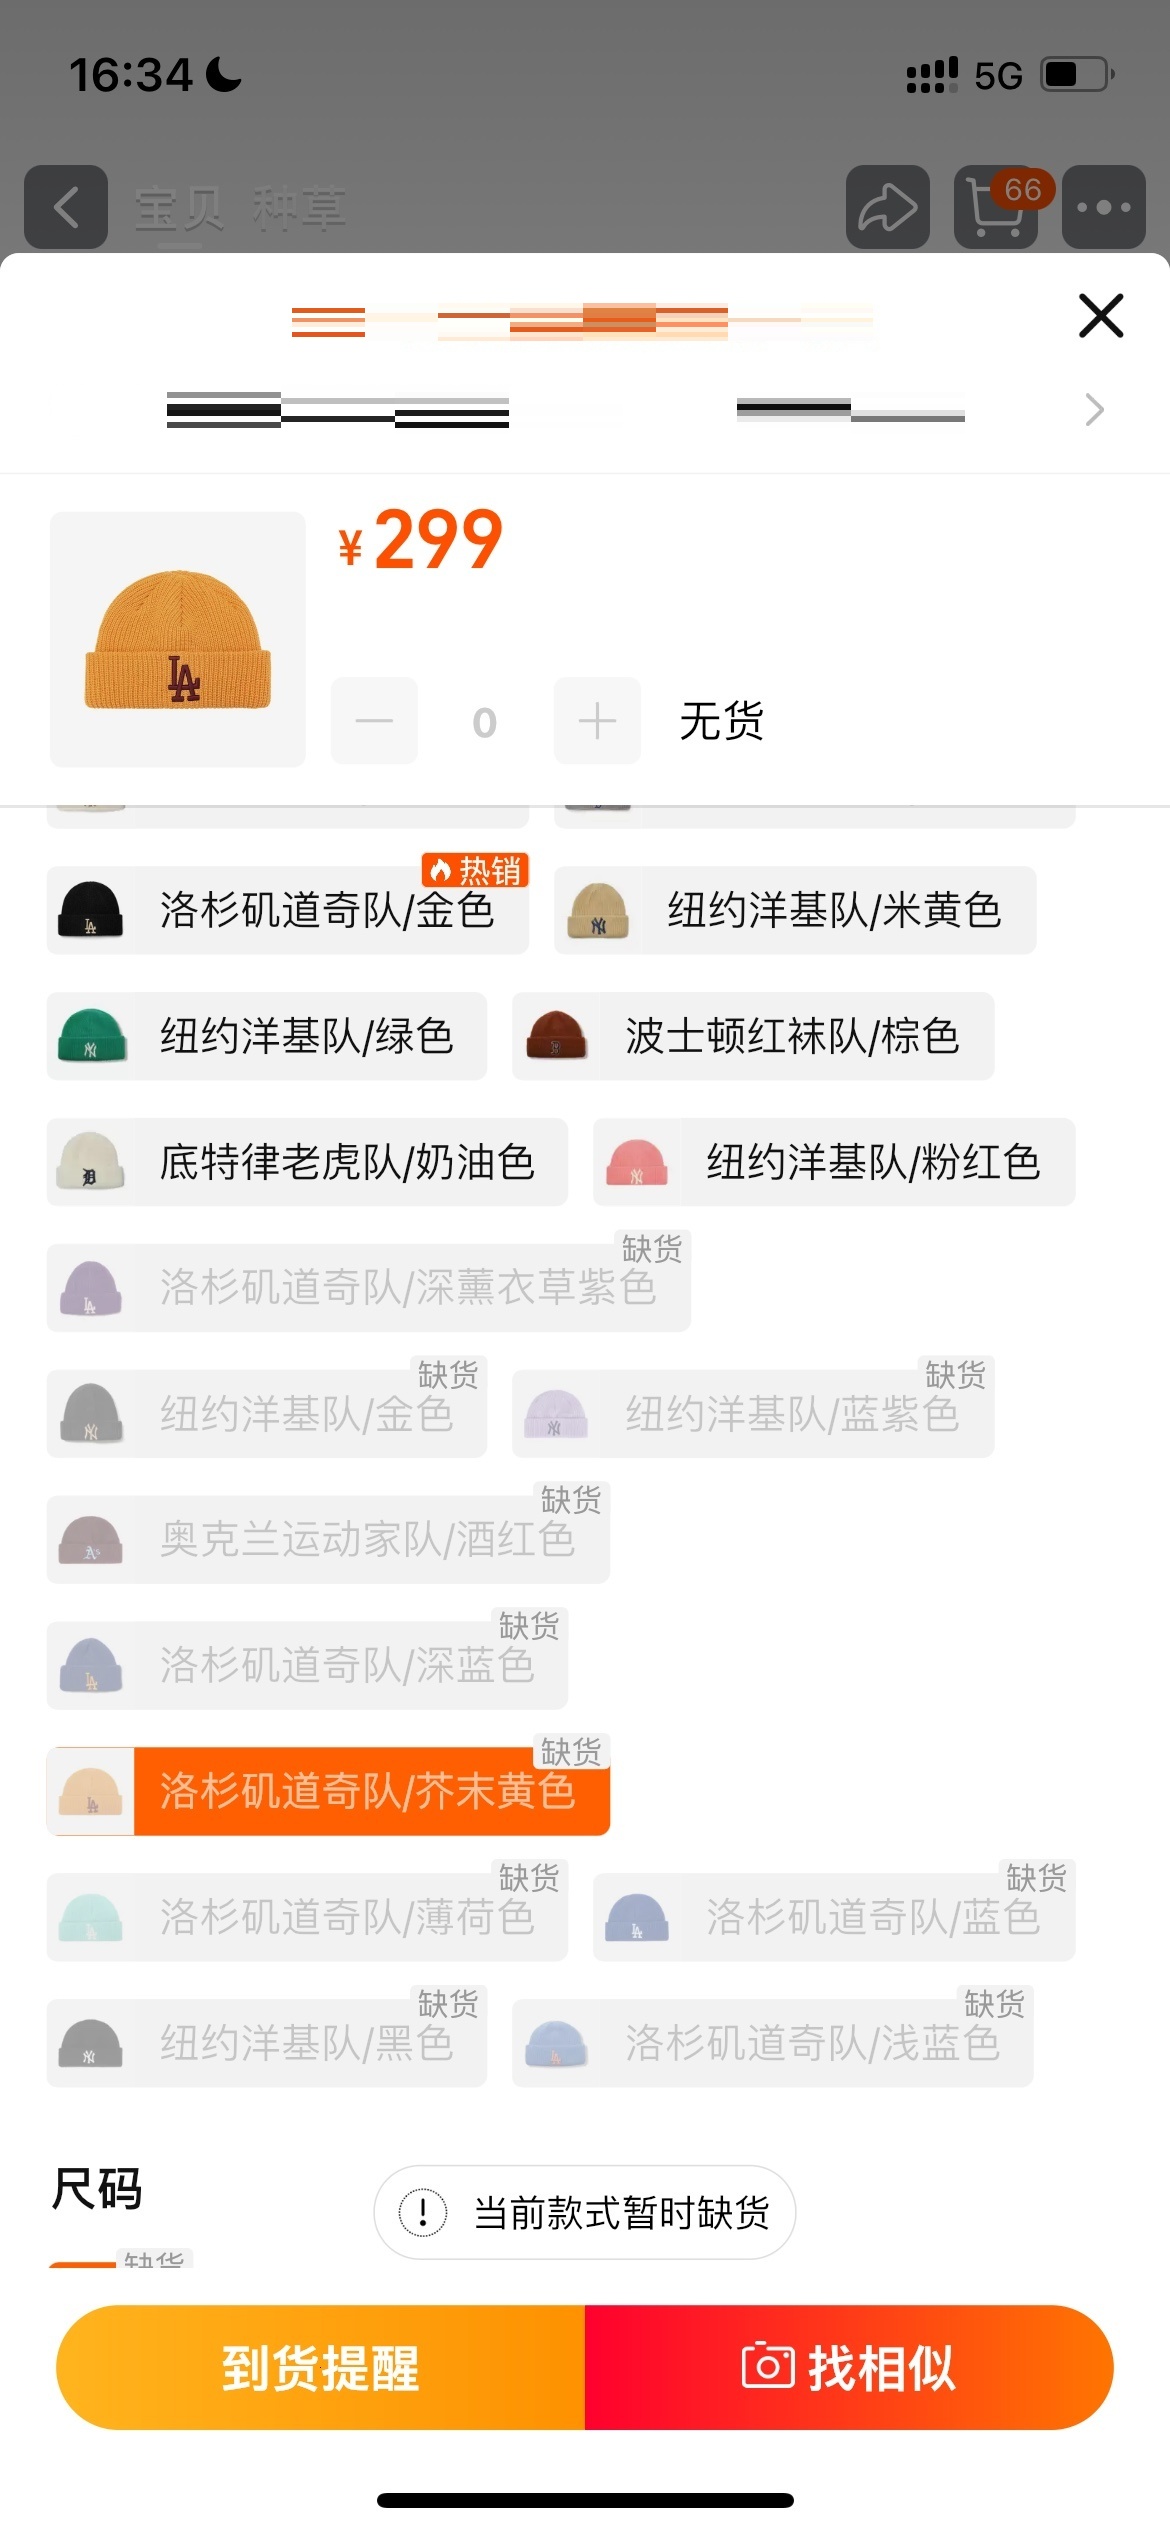 16:34
5G
宝贝 种草
66
¥299
0
无货
热销
洛杉矶道奇队/金色
纽约洋基队/米黄色
纽约洋基队/绿色
波士顿红袜队/棕色
底特律老虎队/奶油色
纽约洋基队/粉红色
缺货
洛杉矶道奇队/深薰衣草紫色
缺货
纽约洋基队/金色
缺货
纽约洋基队/蓝紫色
缺货
奥克兰运动家队/酒红色
缺货
洛杉矶道奇队/深蓝色
缺货
洛杉矶道奇队/芥末黄色
缺货
洛杉矶道奇队/薄荷色
缺货
洛杉矶道奇队/蓝色
缺货
纽约洋基队/黑色
缺货
洛杉矶道奇队/浅蓝色
尺码
当前款式暂时缺货
缺货
到货提醒
找相似